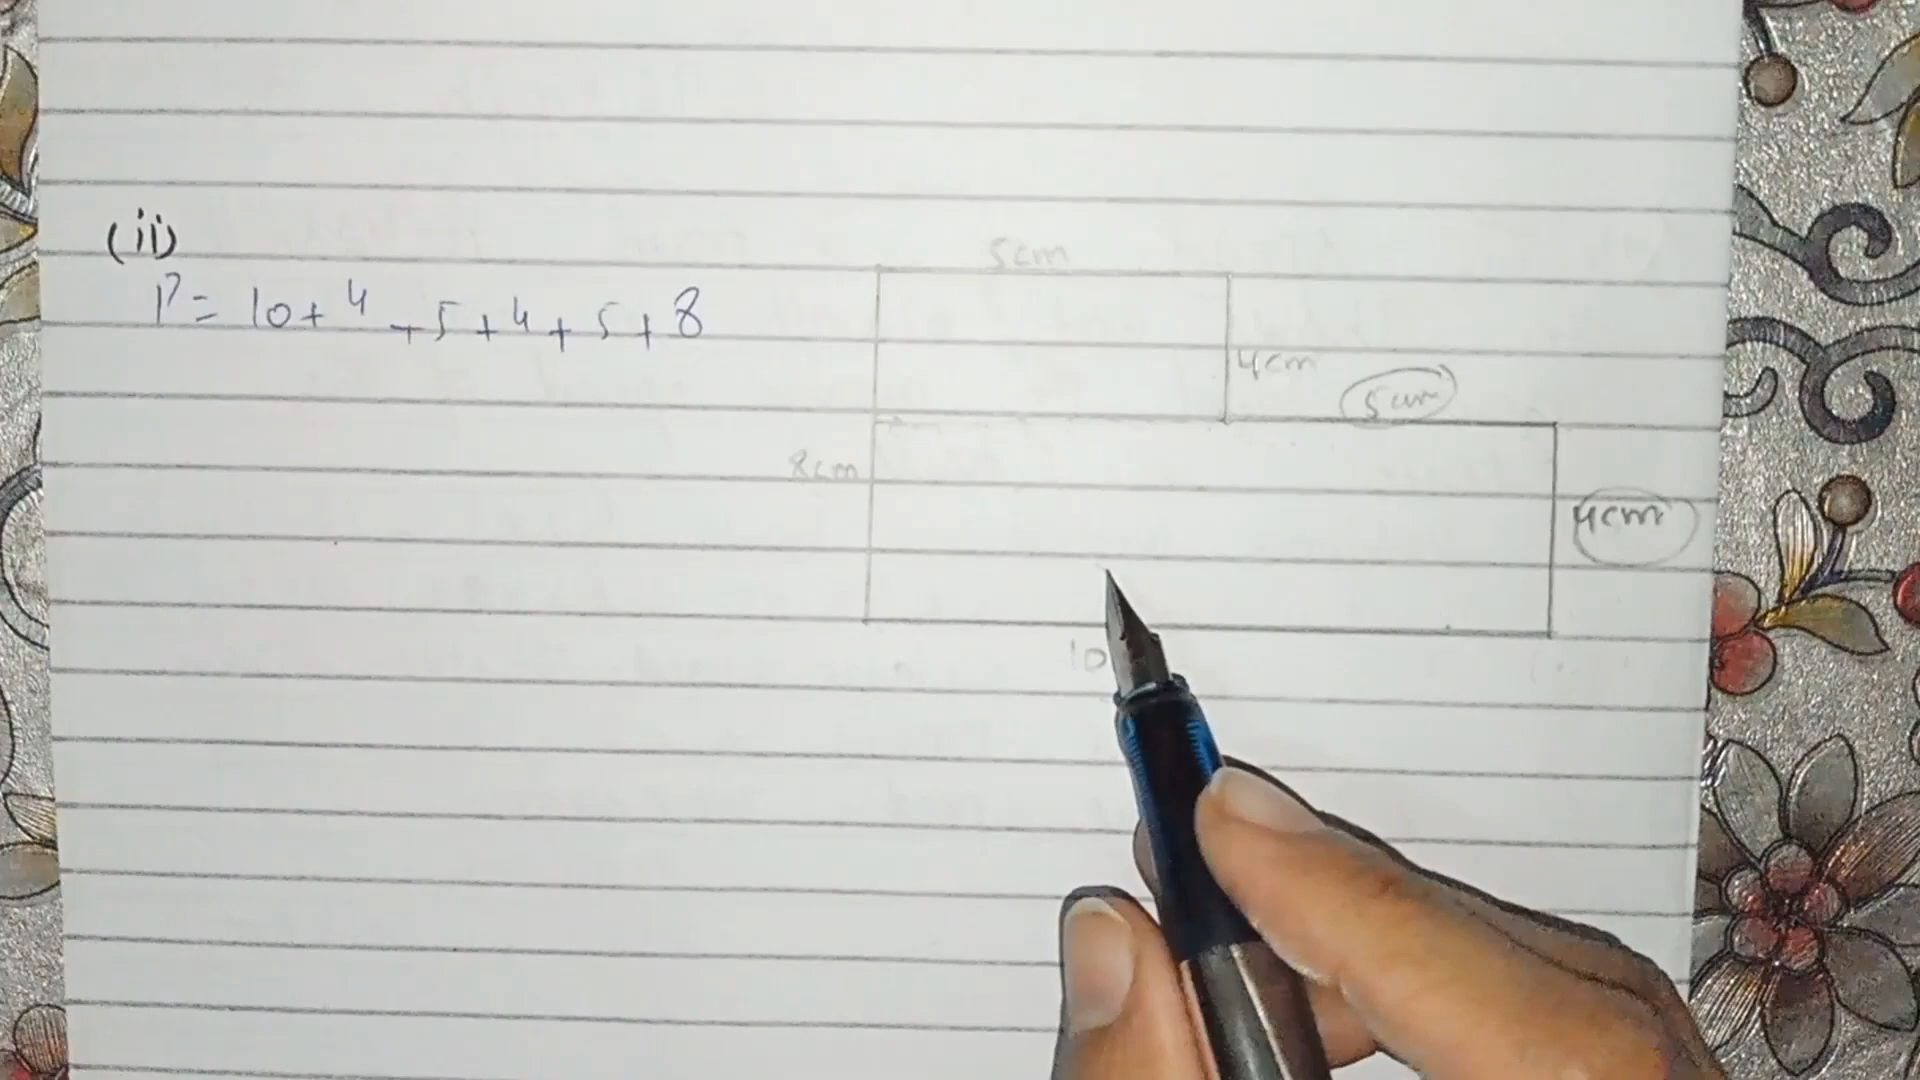 (ii)
P = 10 + 4 + 5 + 4 + 5 + 8
5cm
4cm
5cm
8cm
4cm
10